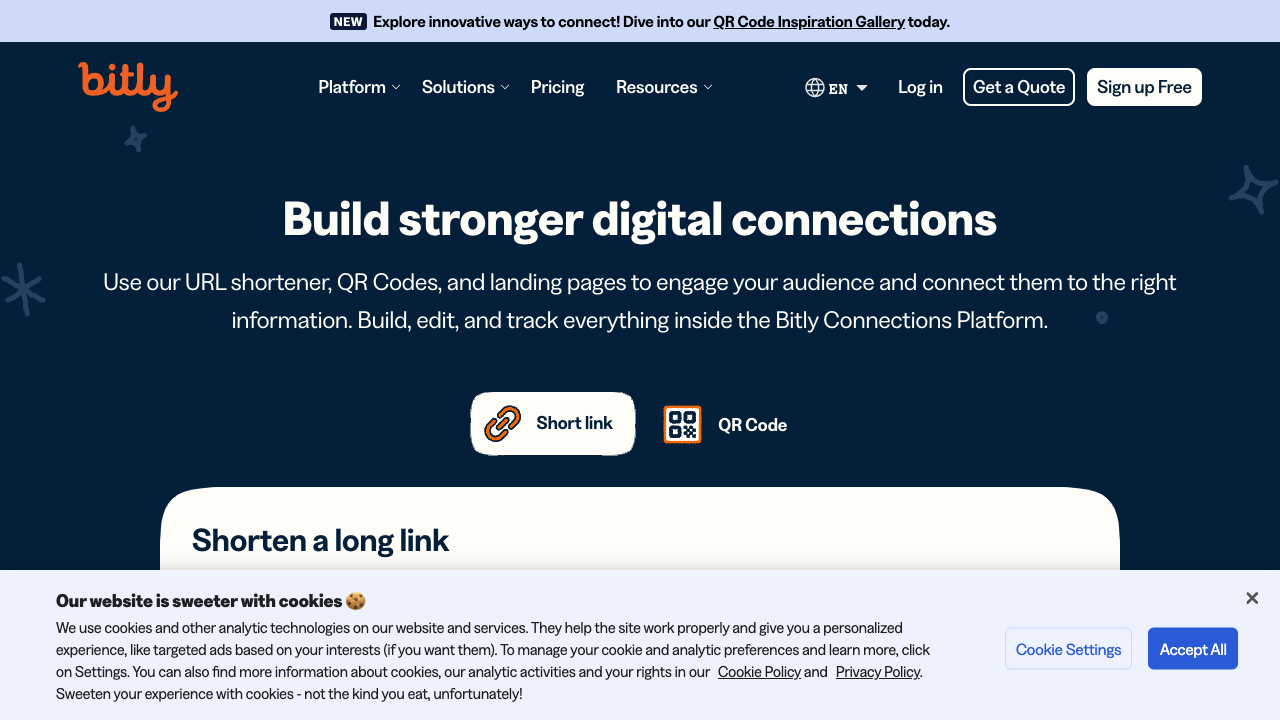 NEW Explore innovative ways to connect! Dive into our QR Code Inspiration Gallery today.
bitly
Platform
Solutions
Pricing
Resources
EN
Log in
Get a Quote
Sign up Free
Build stronger digital connections
Use our URL shortener, QR Codes, and landing pages to engage your audience and connect them to the right
information. Build, edit, and track everything inside the Bitly Connections Platform.
Short link
QR Code
Shorten a long link
Our website is sweeter with cookies 🍪
We use cookies and other analytic technologies on our website and services. They help the site work properly and give you a personalized
experience, like targeted ads based on your interests (if you want them). To manage your cookie and analytic preferences and learn more, click
on Settings. You can also find more information about cookies, our analytic activities and your rights in our Cookie Policy and Privacy Policy.
Sweeten your experience with cookies - not the kind you eat, unfortunately!
Cookie Settings
Accept All